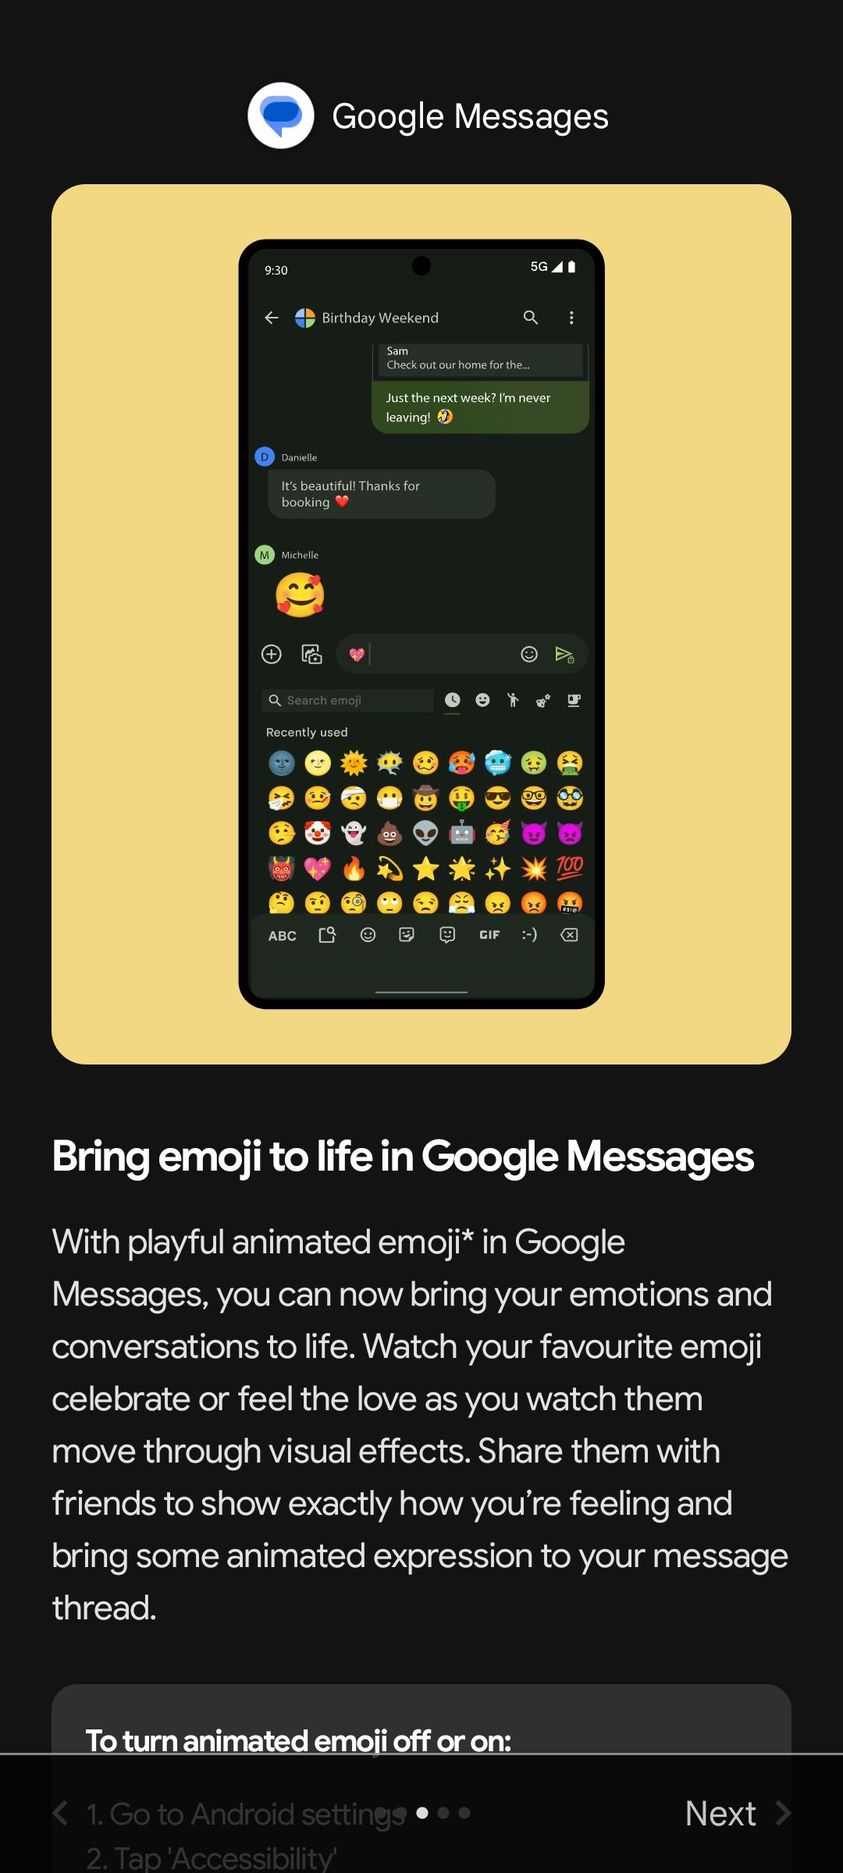 Google Messages
9:30
5G
Birthday Weekend
Sam
Check out our home for the...
Just the next week? I'm never
leaving! 🤣
D Danielle
It's beautiful! Thanks for
booking ❤️
M Michelle
🥰
💖
Search emoji
Recently used
ABC
GIF
:-)
Bring emoji to life in Google Messages
With playful animated emoji* in Google
Messages, you can now bring your emotions and
conversations to life. Watch your favourite emoji
celebrate or feel the love as you watch them
move through visual effects. Share them with
friends to show exactly how you’re feeling and
bring some animated expression to your message
thread.
To turn animated emoji off or on:
1. Go to Android settings
Next
2. Tap 'Accessibility'